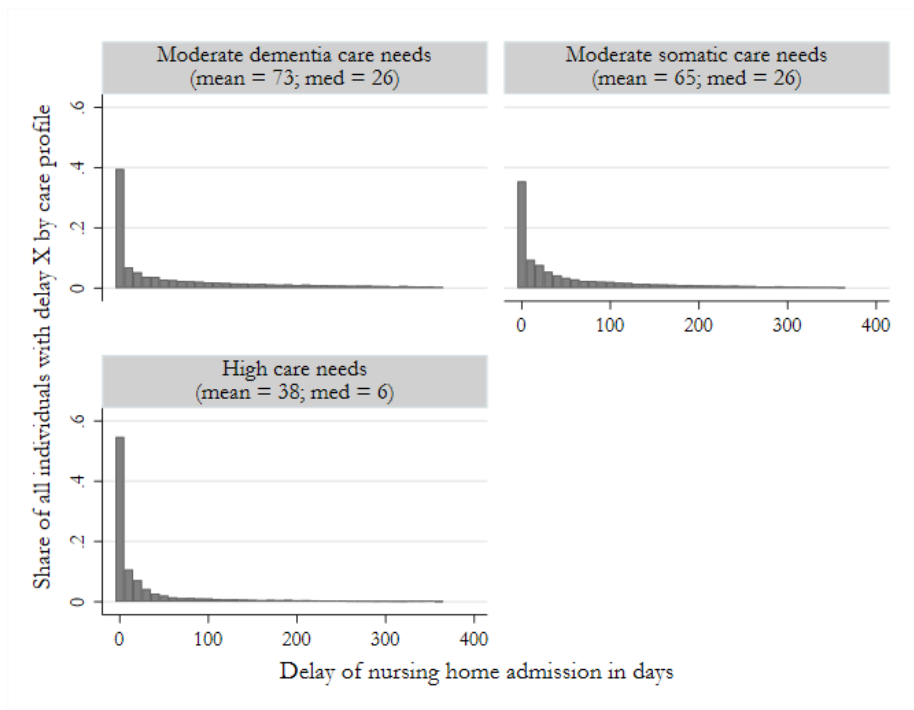 Moderate dementia care needs
(mean = 73; med = 26)
Moderate somatic care needs
(mean = 65; med = 26)
.6
.4
.2
0
0 100 200 300 400
High care needs
(mean = 38; med = 6)
.6
.4
.2
0
0 100 200 300 400
Share of all individuals with delay X by care profile
Delay of nursing home admission in days